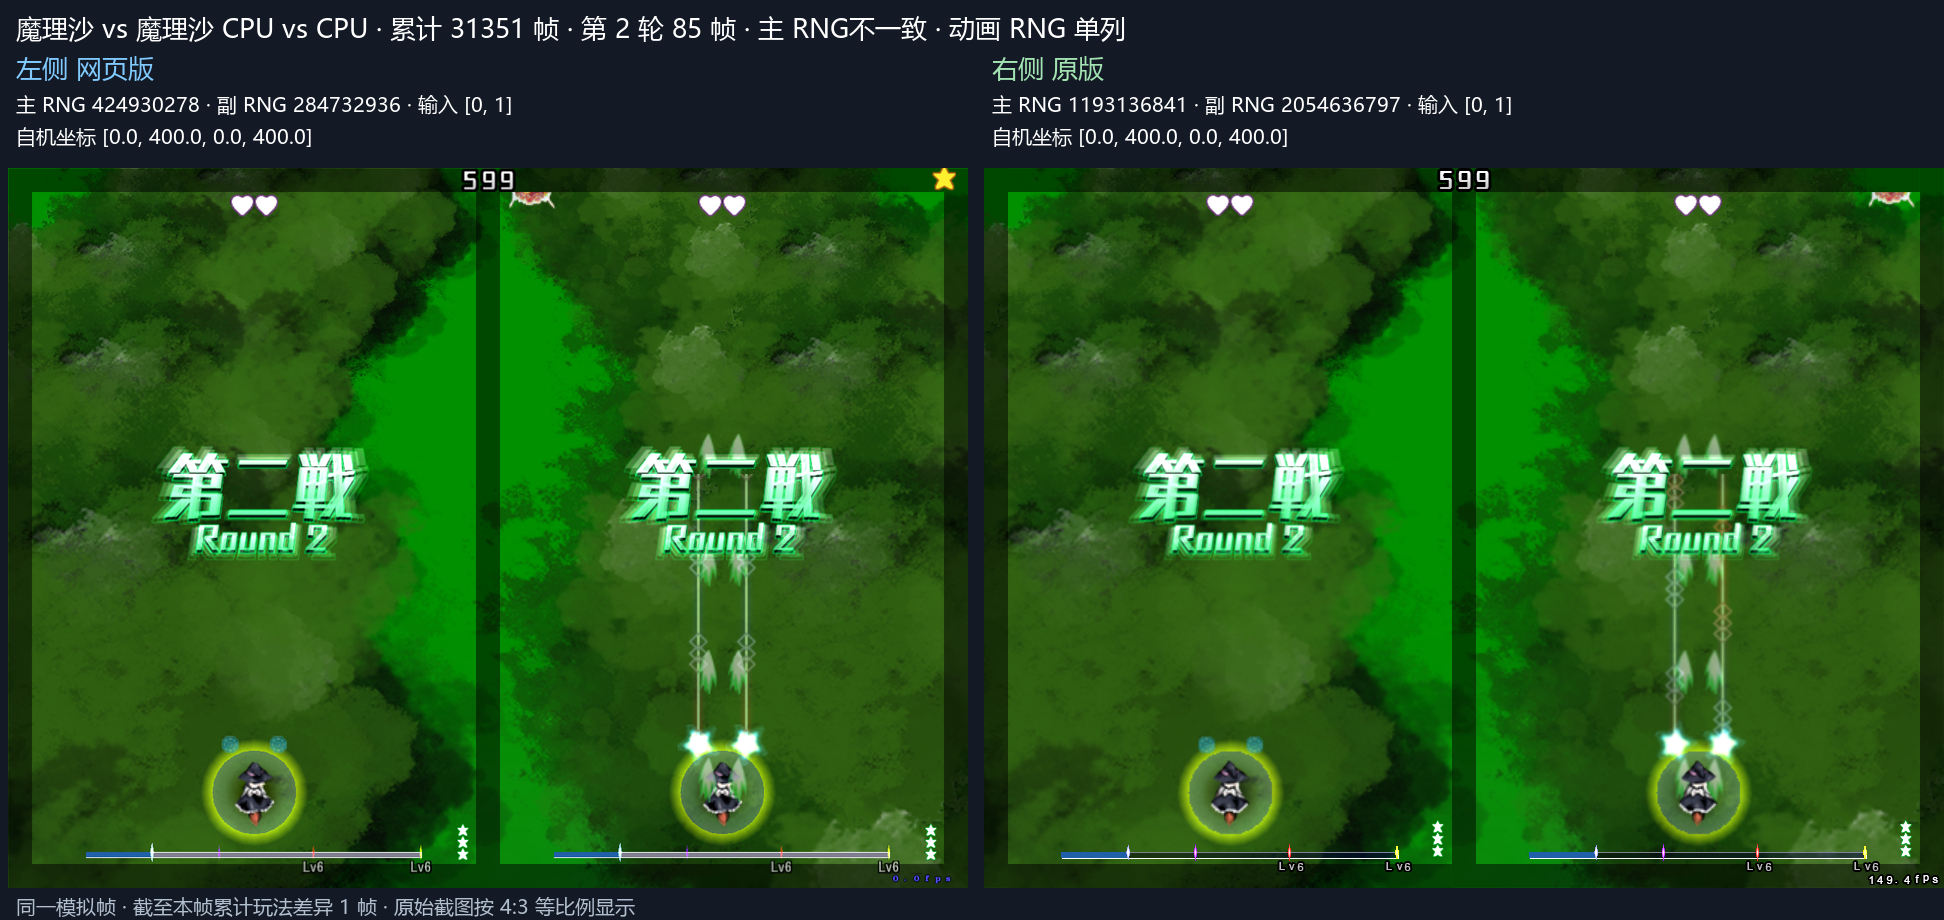 魔理沙 vs 魔理沙 CPU vs CPU · 累计 31351 帧 · 第 2 轮 85 帧 · 主 RNG不一致 · 动画 RNG 单列
左侧 网页版
主 RNG 424930278 · 副 RNG 284732936 · 输入 [0, 1]
自机坐标 [0.0, 400.0, 0.0, 400.0]
右侧 原版
主 RNG 1193136841 · 副 RNG 2054636797 · 输入 [0, 1]
自机坐标 [0.0, 400.0, 0.0, 400.0]
599
第二戦
Round 2
第二戦
Round 2
Lv6
Lv6
Lv6
Lv6
0.0fps
599
第二戦
Round 2
第二戦
Round 2
Lv6
Lv6
Lv6
Lv6
149.4fps
同一模拟帧 · 截至本帧累计玩法差异 1 帧 · 原始截图按 4:3 等比例显示